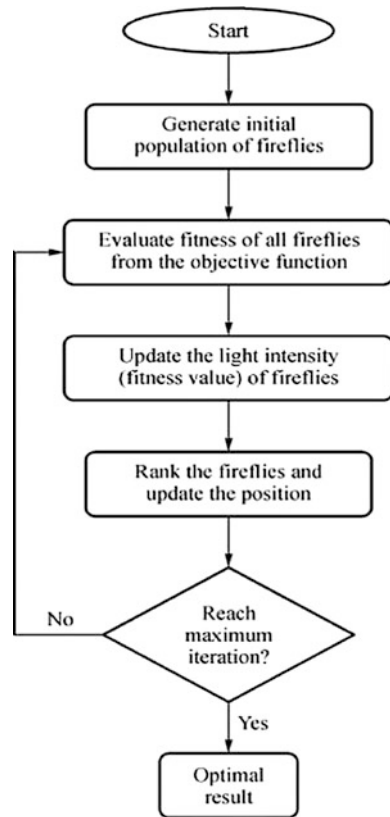 Start
Generate initial
population of fireflies
Evaluate fitness of all fireflies
from the objective function
Update the light intensity
(fitness value) of fireflies
Rank the fireflies and
update the position
No
Reach
maximum
iteration?
Yes
Optimal
result